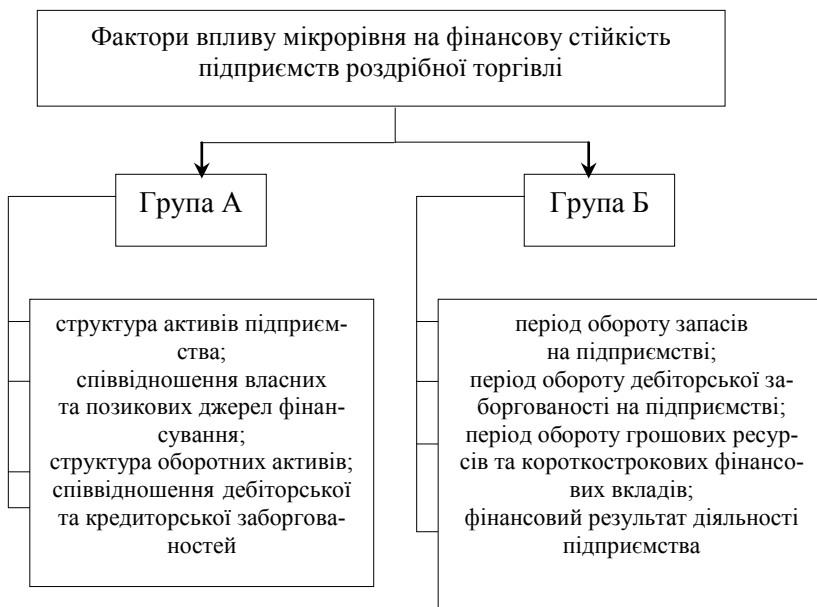 Фактори впливу мікрорівня на фінансову стійкість
підприємств роздрібної торгівлі
Група А
Група Б
структура активів підприєм-
ства;
співвідношення власних
та позикових джерел фінан-
сування;
структура оборотних активів;
співвідношення дебіторської
та кредиторської заборгова-
ностей
період обороту запасів
на підприємстві;
період обороту дебіторської за-
боргованості на підприємстві;
період обороту грошових ресур-
сів та короткострокових фінансо-
вих вкладів;
фінансовий результат діяльності
підприємства